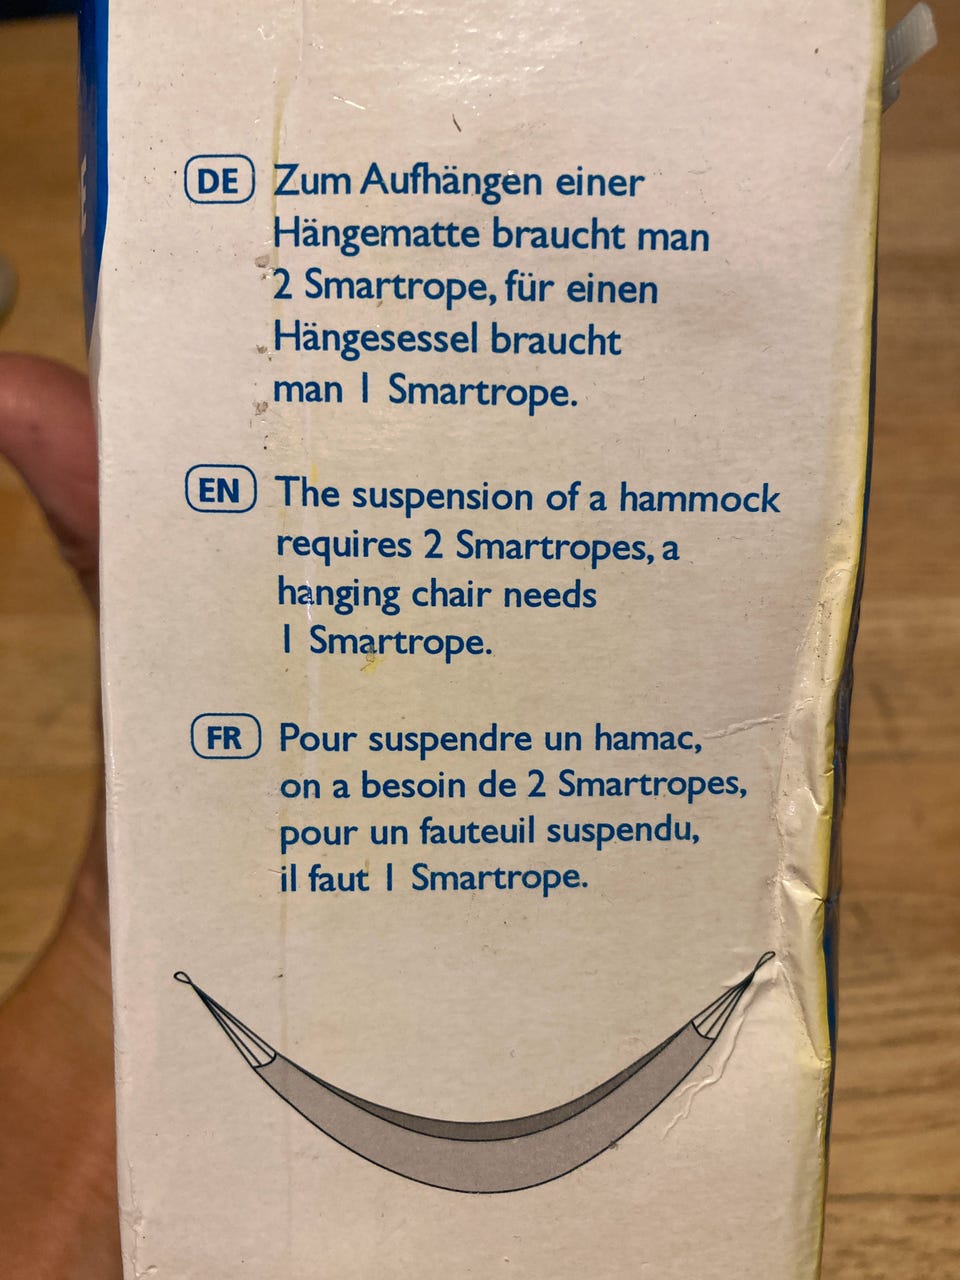 DE Zum Aufhängen einer
Hängematte braucht man
2 Smartrope, für einen
Hängesessel braucht
man 1 Smartrope.
EN The suspension of a hammock
requires 2 Smartropes, a
hanging chair needs
1 Smartrope.
FR Pour suspendre un hamac,
on a besoin de 2 Smartropes,
pour un fauteuil suspendu,
il faut 1 Smartrope.